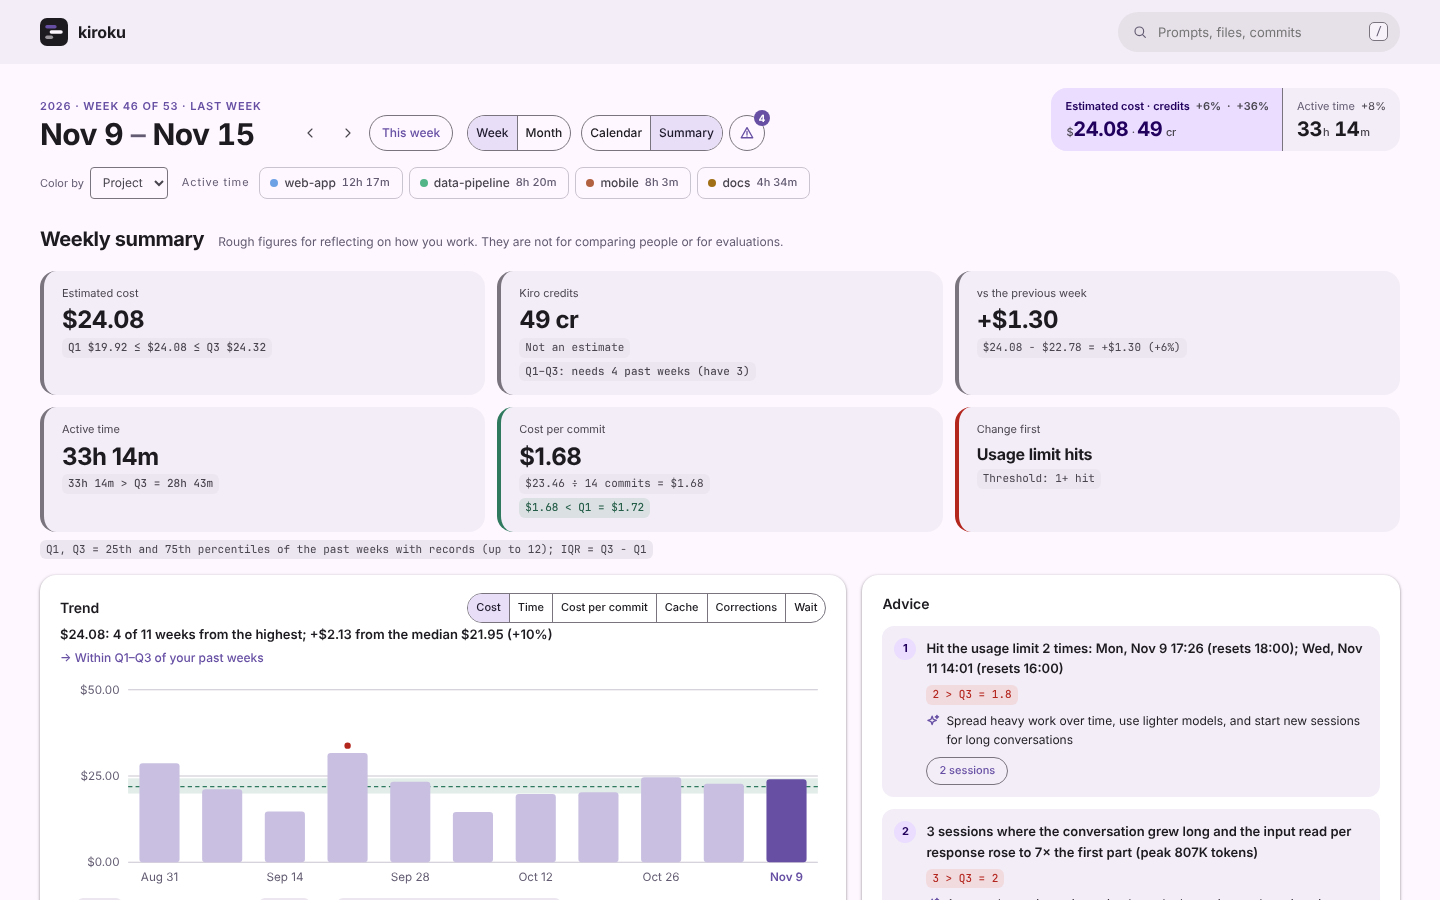 kiroku
Prompts, files, commits
/
2026 · WEEK 46 OF 53 · LAST WEEK
Nov 9 – Nov 15
This week
Week
Month
Calendar
Summary
4
Estimated cost · credits +6% · +36%
$24.08 · 49 cr
Active time +8%
33h 14m
Color by
Project
Active time
web-app 12h 17m
data-pipeline 8h 20m
mobile 8h 3m
docs 4h 34m
Weekly summary
Rough figures for reflecting on how you work. They are not for comparing people or for evaluations.
Estimated cost
$24.08
Q1 $19.92 ≤ $24.08 ≤ Q3 $24.32
Kiro credits
49 cr
Not an estimate
Q1–Q3: needs 4 past weeks (have 3)
vs the previous week
+$1.30
$24.08 - $22.78 = +$1.30 (+6%)
Active time
33h 14m
33h 14m > Q3 = 28h 43m
Cost per commit
$1.68
$23.46 ÷ 14 commits = $1.68
$1.68 < Q1 = $1.72
Change first
Usage limit hits
Threshold: 1+ hit
Q1, Q3 = 25th and 75th percentiles of the past weeks with records (up to 12); IQR = Q3 - Q1
Trend
Cost
Time
Cost per commit
Cache
Corrections
Wait
$24.08: 4 of 11 weeks from the highest; +$2.13 from the median $21.95 (+10%)
→ Within Q1–Q3 of your past weeks
$50.00
$25.00
$0.00
Aug 31
Sep 14
Sep 28
Oct 12
Oct 26
Nov 9
Advice
1
Hit the usage limit 2 times: Mon, Nov 9 17:26 (resets 18:00); Wed, Nov
11 14:01 (resets 16:00)
2 > Q3 = 1.8
Spread heavy work over time, use lighter models, and start new sessions
for long conversations
2 sessions
2
3 sessions where the conversation grew long and the input read per
response rose to 7× the first part (peak 807K tokens)
3 > Q3 = 2